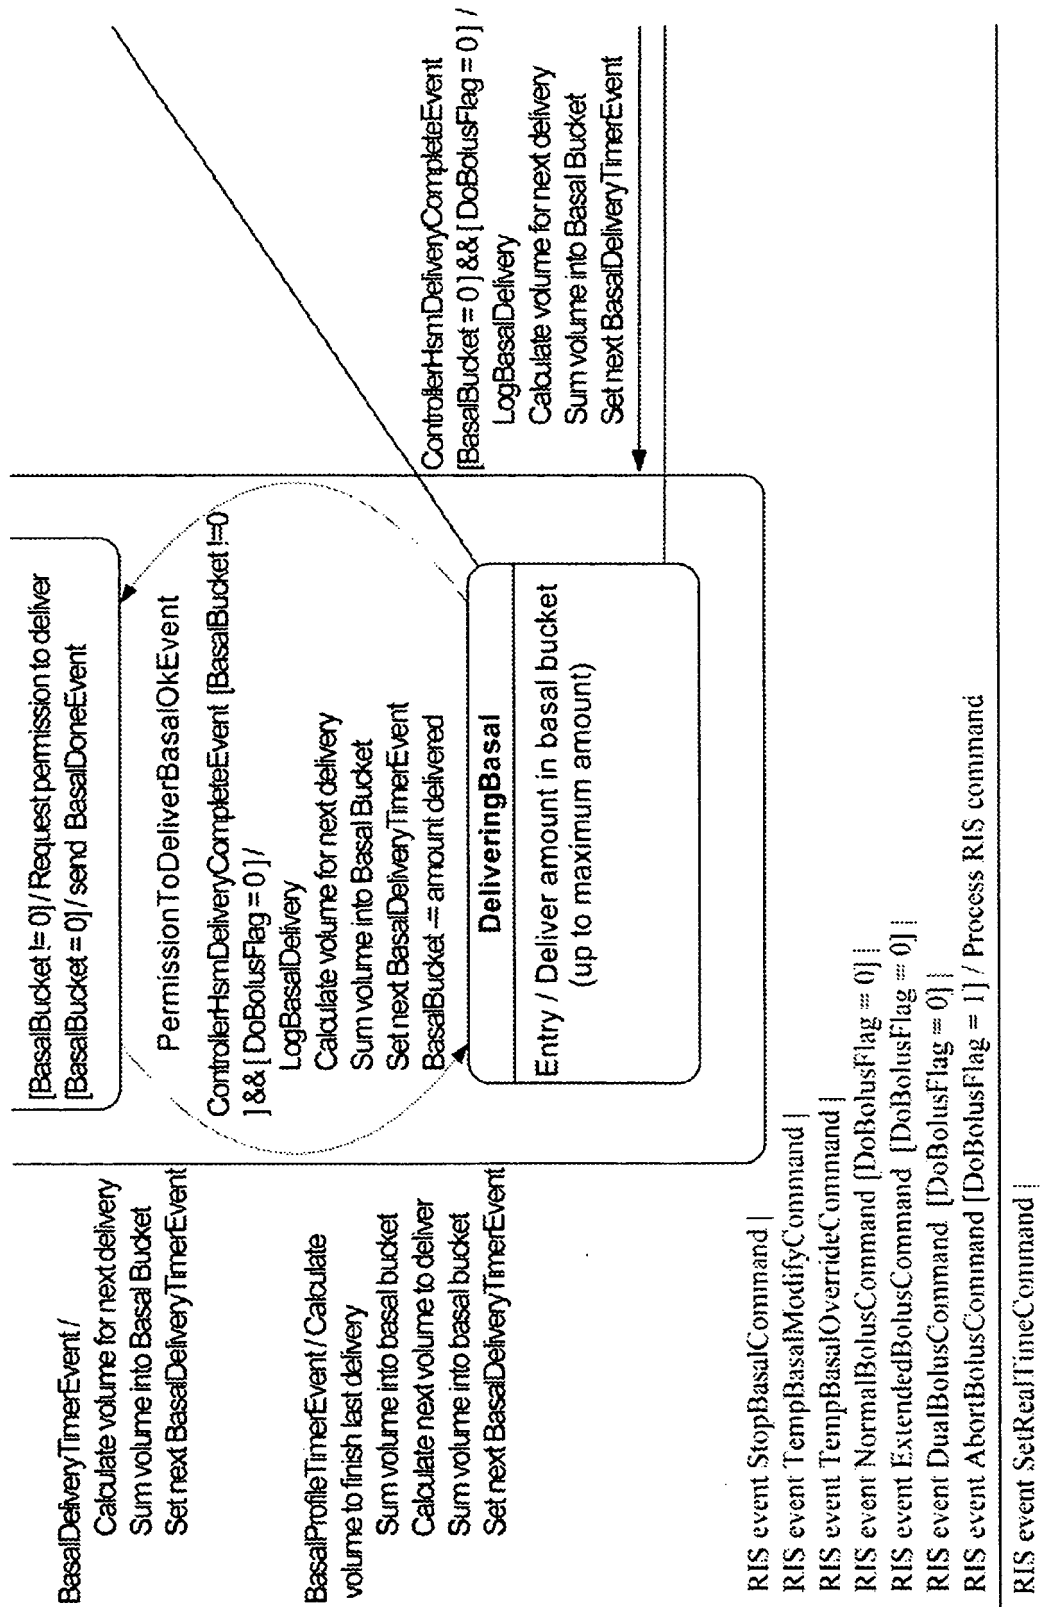 BasalDeliveryTimerEvent /
Calculate volume for next delivery
Sum volume into Basal Bucket
Set next BasalDeliveryTimerEvent
BasalProfileTimerEvent / Calculate
volume to finish last delivery
Sum volume into basal bucket
Calculate next volume to deliver
Sum volume into basal bucket
Set next BasalDeliveryTimerEvent
[BasalBucket != 0] / Request permission to deliver
[BasalBucket = 0] / send BasalDoneEvent
PermissionToDeliverBasalOkEvent
ControllerHsmDeliveryCompleteEvent [BasalBucket !=0
] && [ DoBolusFlag = 0 ] /
LogBasalDelivery
Calculate volume for next delivery
Sum volume into Basal Bucket
Set next BasalDeliveryTimerEvent
BasalBucket -= amount delivered
DeliveringBasal
Entry / Deliver amount in basal bucket
(up to maximum amount)
ControllerHsmDeliveryCompleteEvent
[BasalBucket = 0 ] && [ DoBolusFlag = 0 ] /
LogBasalDelivery
Calculate volume for next delivery
Sum volume into Basal Bucket
Set next BasalDeliveryTimerEvent
RIS event StopBasalCommand |
RIS event TempBasalModifyCommand |
RIS event TempBasalOverrideCommand |
RIS event NormalBolusCommand [DoBolusFlag = 0] |
RIS event ExtendedBolusCommand [DoBolusFlag = 0] |
RIS event DualBolusCommand [DoBolusFlag = 0] |
RIS event AbortBolusCommand [DoBolusFlag = 1] / Process RIS command
RIS event SetRealTimeCommand |